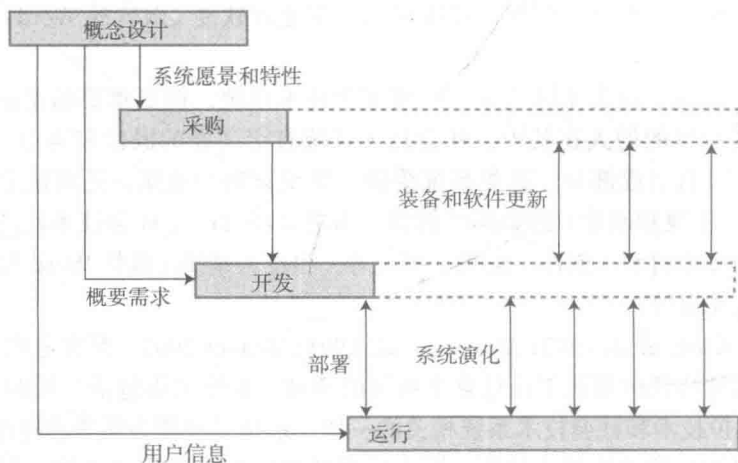 概念设计
系统愿景和特性
采购
装备和软件更新
开发
概要需求
部署
系统演化
运行
用户信息